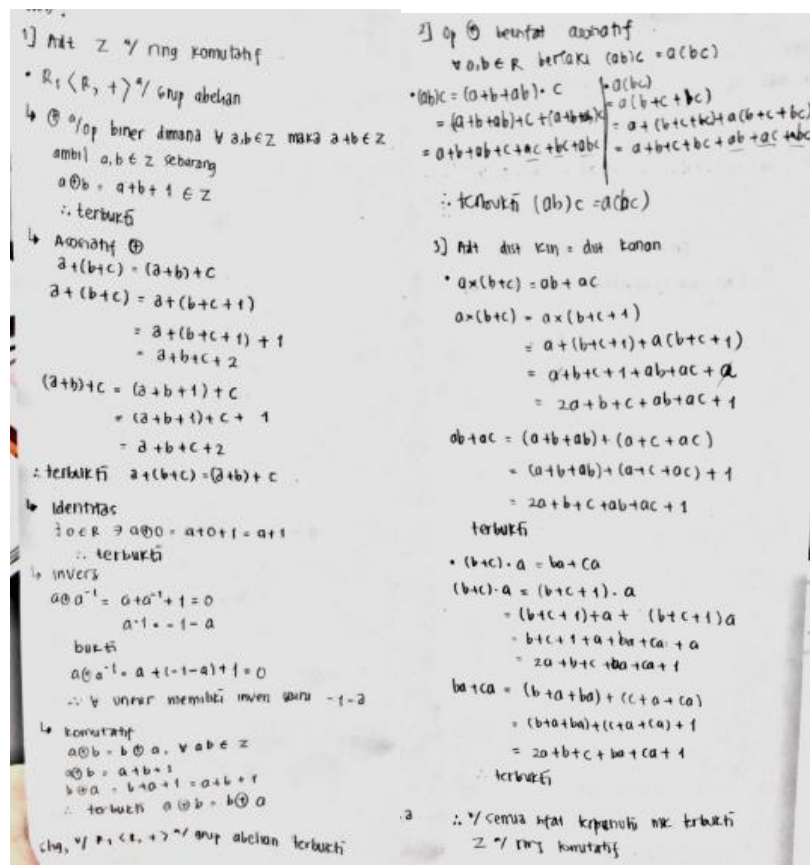 1] Adt Z a/ ring komutatif
• R1 <R, +> a/ grup abelian
↳ ⊕ a/ op biner dimana ∀ a,b ∈ Z maka a+b ∈ Z
ambil a,b ∈ Z sebarang
a⊕b = a+b+1 ∈ Z
∴ terbukti
↳ Asosiatif ⊕
a+(b+c) = (a+b)+c
a+(b+c) = a+(b+c+1)
= a+(b+c+1)+1
= a+b+c+2
(a+b)+c = (a+b+1)+c
= (a+b+1)+c+1
= a+b+c+2
∴ terbukti a+(b+c) = (a+b)+c
↳ Identitas
∃ 0 ∈ R ∋ a⊕0 = a+0+1 = a+1
∴ terbukti
↳ invers
a⊕a⁻¹ = a+a⁻¹+1 = 0
a-1 = -1-a
bukti
a⊕a⁻¹ = a+(-1-a)+1 = 0
∴ ∀ unsur memiliki inven -1-a
↳ komutatif
a⊕b = b⊕a, ∀ ab ∈ Z
a⊕b = a+b+1
b⊕a = b+a+1 = a+b+1
∴ terbukti a⊕b = b⊕a
shg, R1 <R, +> a/ grup abelian terbukti
2] op bersifat asosiatif
∀ a,b ∈ R berlaku (ab)c = a(bc)
• (ab)c = (a+b+ab)·c
= (a+b+ab)+c+(a+b+ab)c
= a+b+ab+c+ac+bc+abc
• a(bc)
= a(b+c+bc)
= a+(b+c+bc)+a(b+c+bc)
= a+b+c+bc+ab+ac+abc
∴ terbukti (ab)c = a(bc)
3] Adt dist kiri = dist kanan
• a×(b+c) = ab+ac
a×(b+c) = a×(b+c+1)
= a+(b+c+1)+a(b+c+1)
= a+b+c+1+ab+ac+a
= 2a+b+c+ab+ac+1
ab+ac = (a+b+ab)+(a+c+ac)
= (a+b+ab)+(a+c+ac)+1
= 2a+b+c+ab+ac+1
terbukti
• (b+c)·a = ba+ca
(b+c)·a = (b+c+1)·a
= (b+c+1)+a+(b+c+1)a
= b+c+1+a+ba+ca+a
= 2a+b+c+ba+ca+1
ba+ca = (b+a+ba)+(c+a+ca)
= (b+a+ba)+(c+a+ca)+1
= 2a+b+c+ba+ca+1
∴ terbukti
∴ semua sifat terpenuhi mk terbukti
Z a/ ring komutatif.